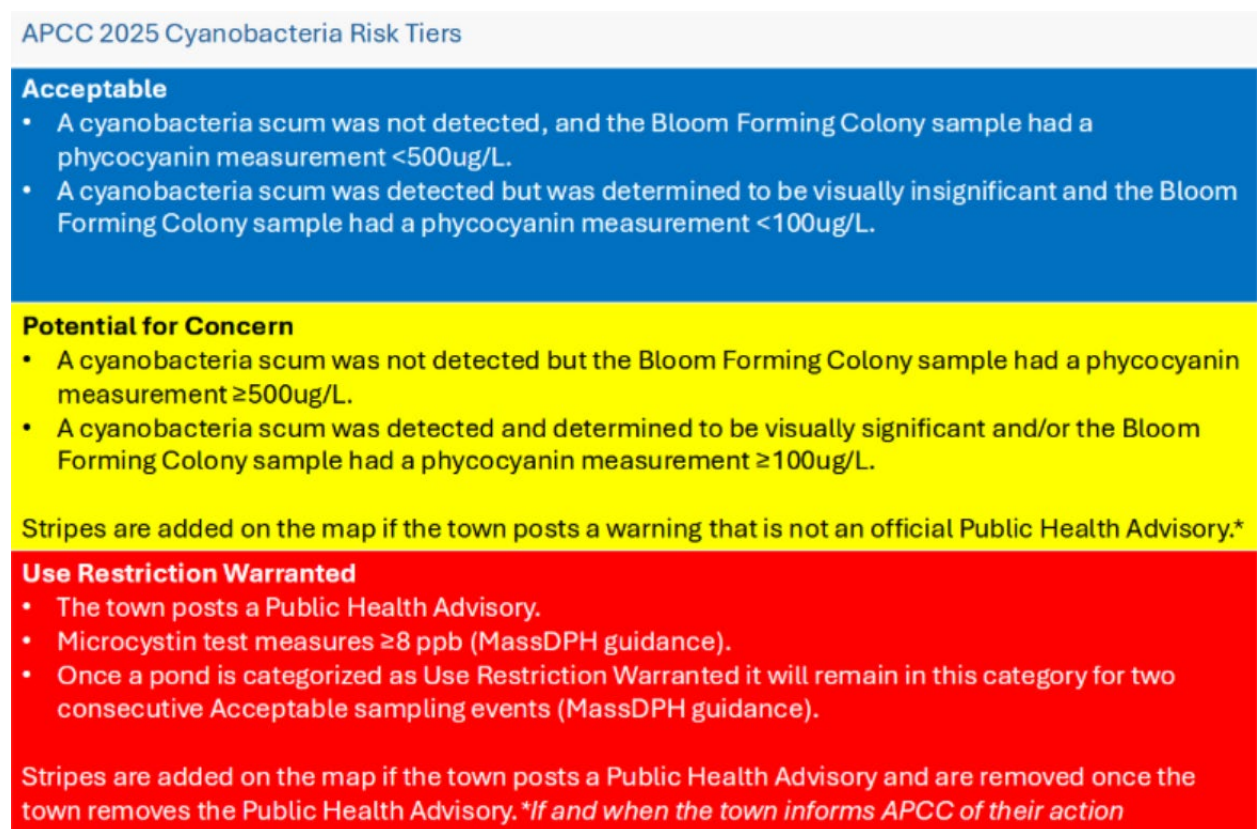 APCC 2025 Cyanobacteria Risk Tiers
Acceptable
• A cyanobacteria scum was not detected, and the Bloom Forming Colony sample had a
phycocyanin measurement <500ug/L.
• A cyanobacteria scum was detected but was determined to be visually insignificant and the Bloom
Forming Colony sample had a phycocyanin measurement <100ug/L.
Potential for Concern
• A cyanobacteria scum was not detected but the Bloom Forming Colony sample had a phycocyanin
measurement ≥500ug/L.
• A cyanobacteria scum was detected and determined to be visually significant and/or the Bloom
Forming Colony sample had a phycocyanin measurement ≥100ug/L.
Stripes are added on the map if the town posts a warning that is not an official Public Health Advisory.*
Use Restriction Warranted
• The town posts a Public Health Advisory.
• Microcystin test measures ≥8 ppb (MassDPH guidance).
• Once a pond is categorized as Use Restriction Warranted it will remain in this category for two
consecutive Acceptable sampling events (MassDPH guidance).
Stripes are added on the map if the town posts a Public Health Advisory and are removed once the
town removes the Public Health Advisory.*If and when the town informs APCC of their action